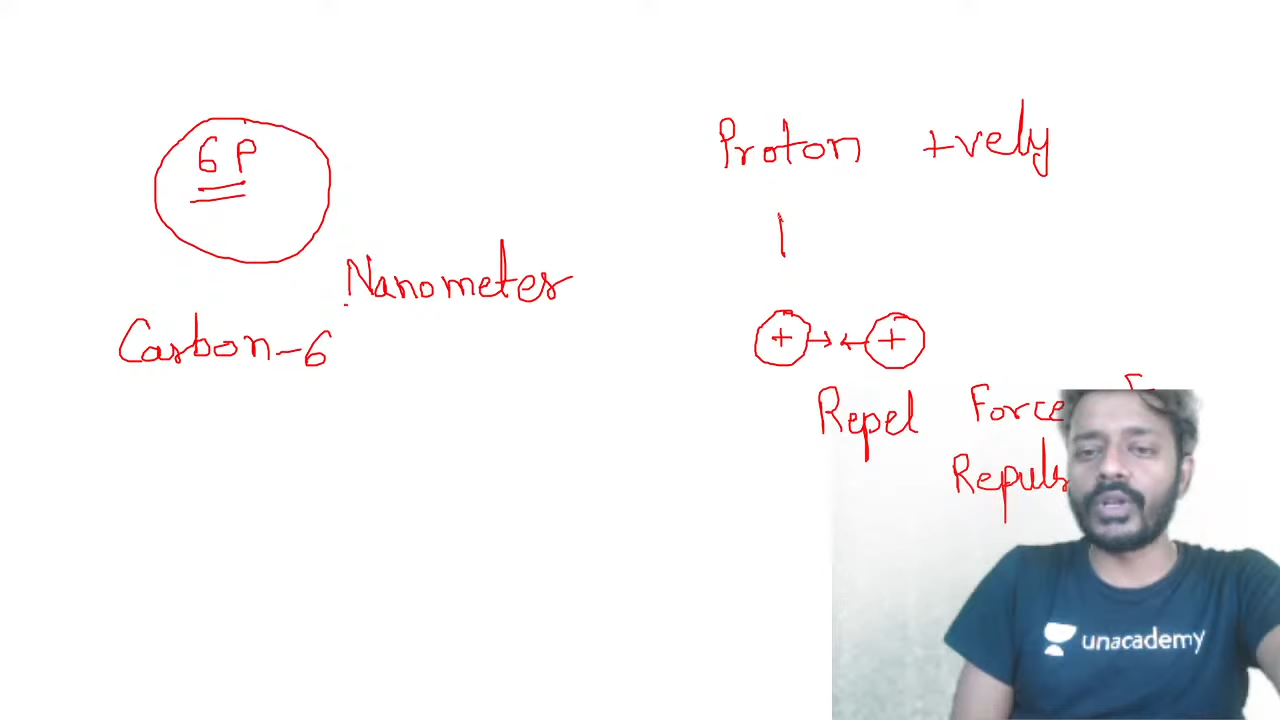 6 P
Nanometer
Carbon-6
Proton +vely
Repel Force
Repuls
unacademy